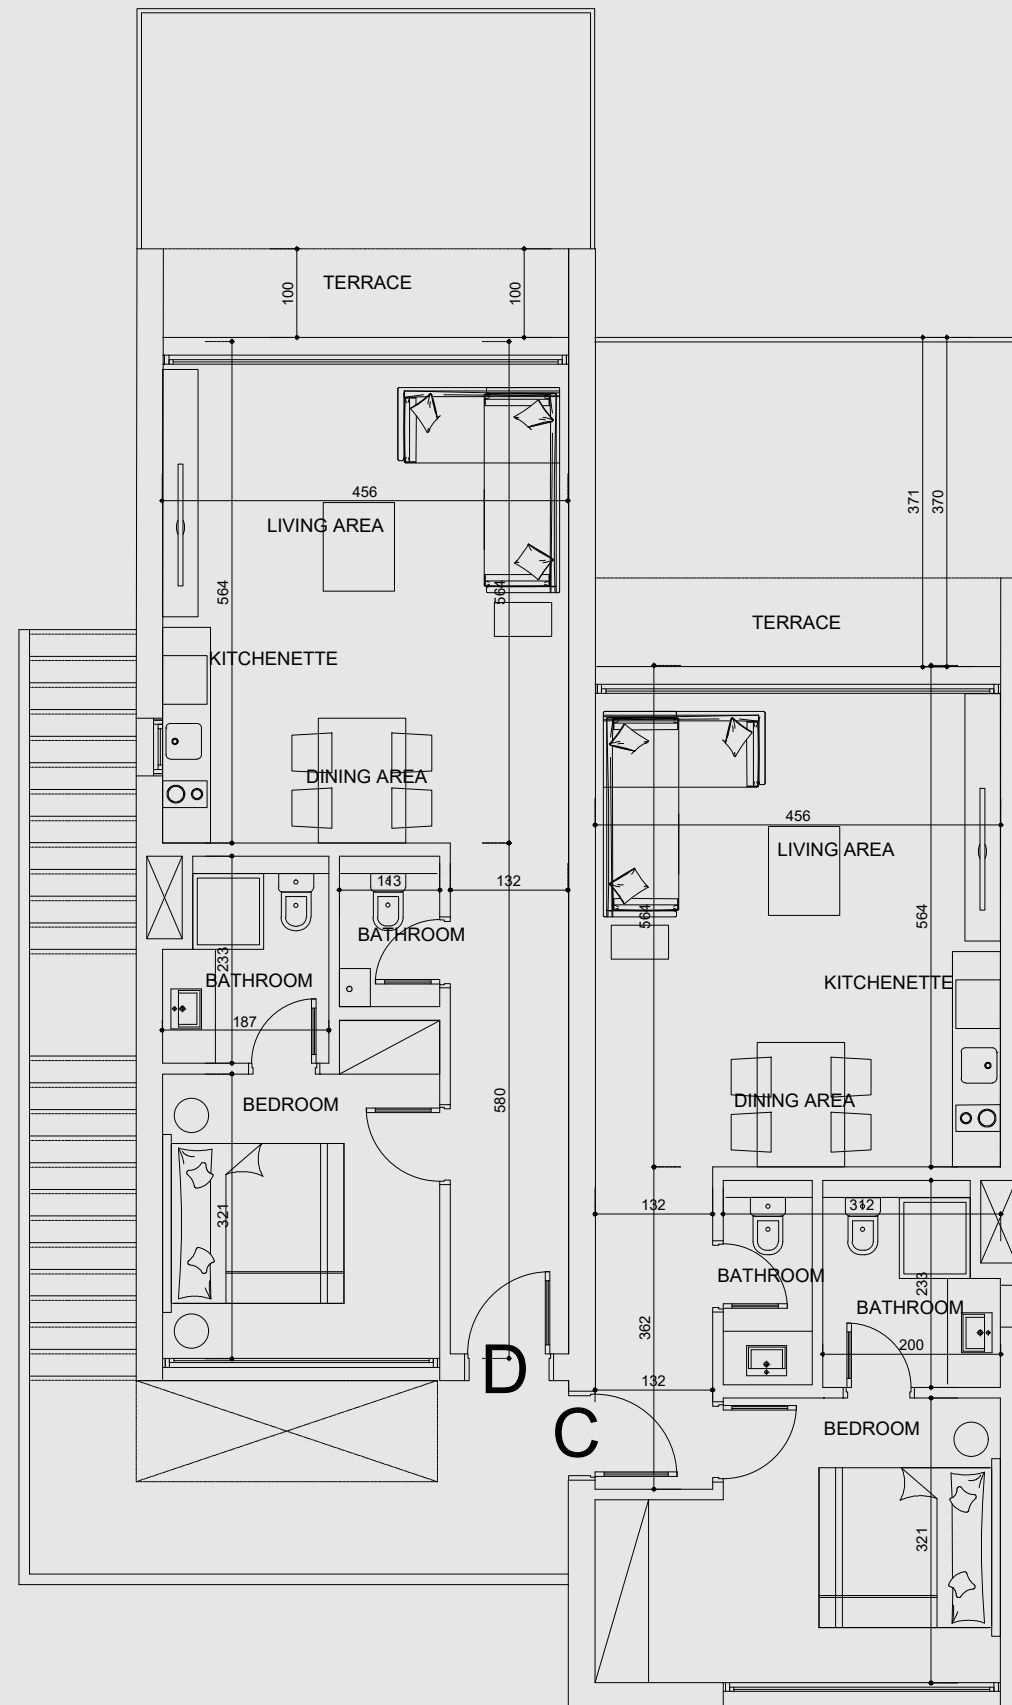 TERRACE
100
100
371
370
456
LIVING AREA
564
564
TERRACE
KITCHENETTE
DINING AREA
456
LIVING AREA
113
132
564
564
BATHROOM
233
BATHROOM
KITCHENETTE
187
BEDROOM
580
DINING AREA
321
132
312
BATHROOM
233
BATHROOM
362
200
D
132
C
BEDROOM
321